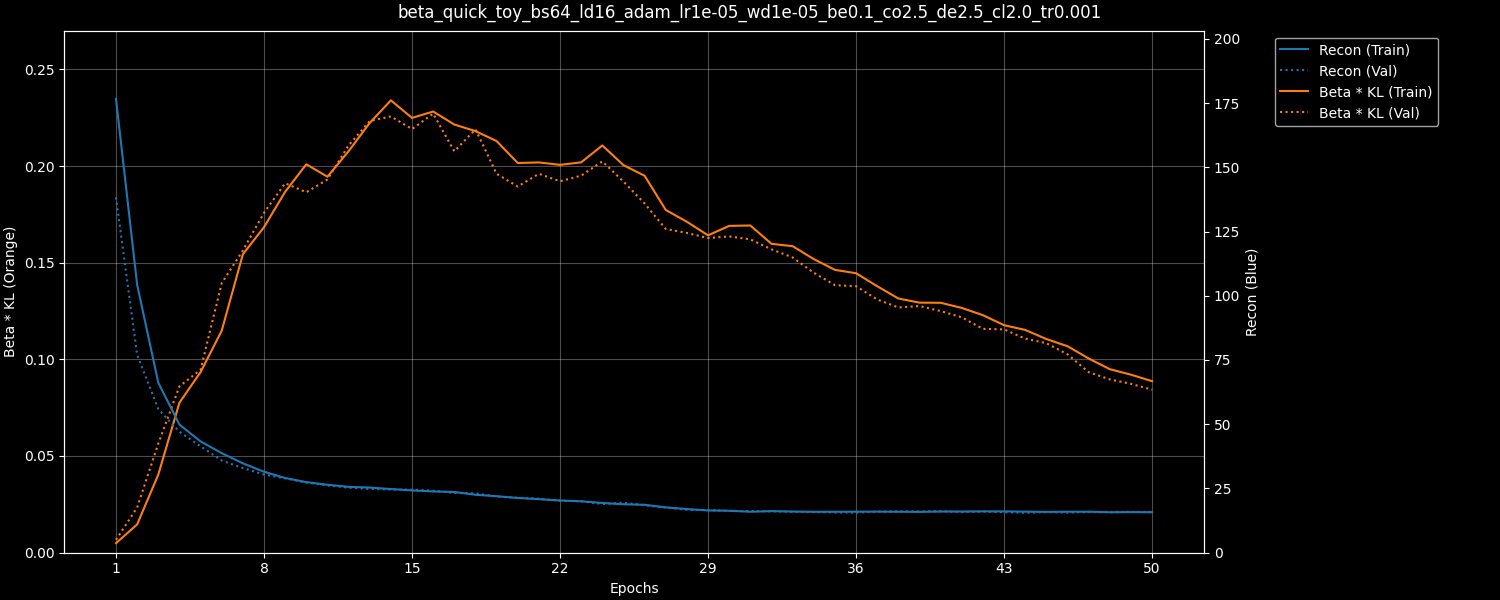 beta_quick_toy_bs64_ld16_adam_lr1e-05_wd1e-05_be0.1_co2.5_de2.5_cl2.0_tr0.001
Recon (Train)
Recon (Val)
Beta * KL (Train)
Beta * KL (Val)
Beta * KL (Orange)
0.25
0.20
0.15
0.10
0.05
0.00
200
175
150
125
100
75
50
25
0
Recon (Blue)
1 8 15 22 29 36 43 50
Epochs